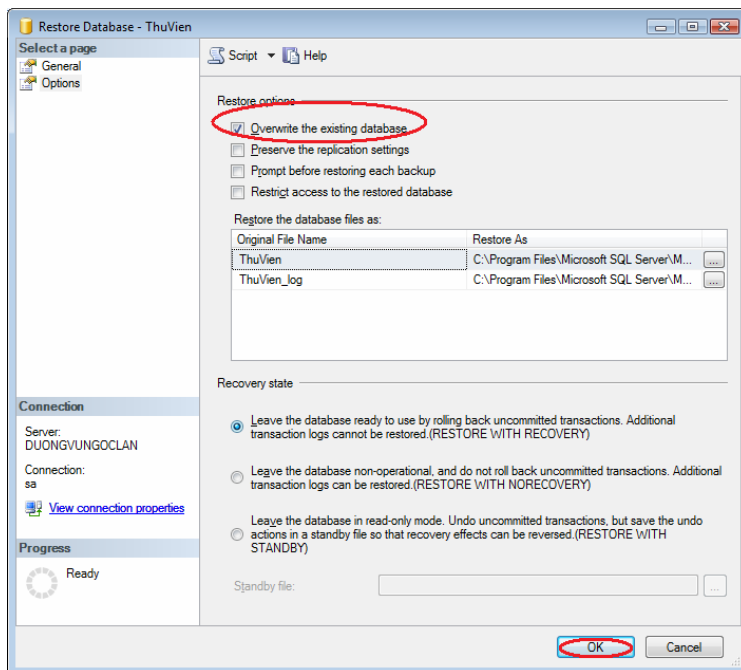 Restore Database - ThuVien
Select a page
General
Options
Script
Help
Restore options
Overwrite the existing database
Preserve the replication settings
Prompt before restoring each backup
Restrict access to the restored database
Restore the database files as:
Original File Name
Restore As
ThuVien
C:\Program Files\Microsoft SQL Server\M...
...
ThuVien_log
C:\Program Files\Microsoft SQL Server\M...
...
Recovery state
Leave the database ready to use by rolling back uncommitted transactions. Additional
transaction logs cannot be restored.(RESTORE WITH RECOVERY)
Leave the database non-operational, and do not roll back uncommitted transactions. Additional
transaction logs can be restored.(RESTORE WITH NORECOVERY)
Leave the database in read-only mode. Undo uncommitted transactions, but save the undo
actions in a standby file so that recovery effects can be reversed.(RESTORE WITH
STANDBY)
Standby file:
...
Connection
Server:
DUONGVUNGOCLAN
Connection:
sa
View connection properties
Progress
Ready
OK
Cancel